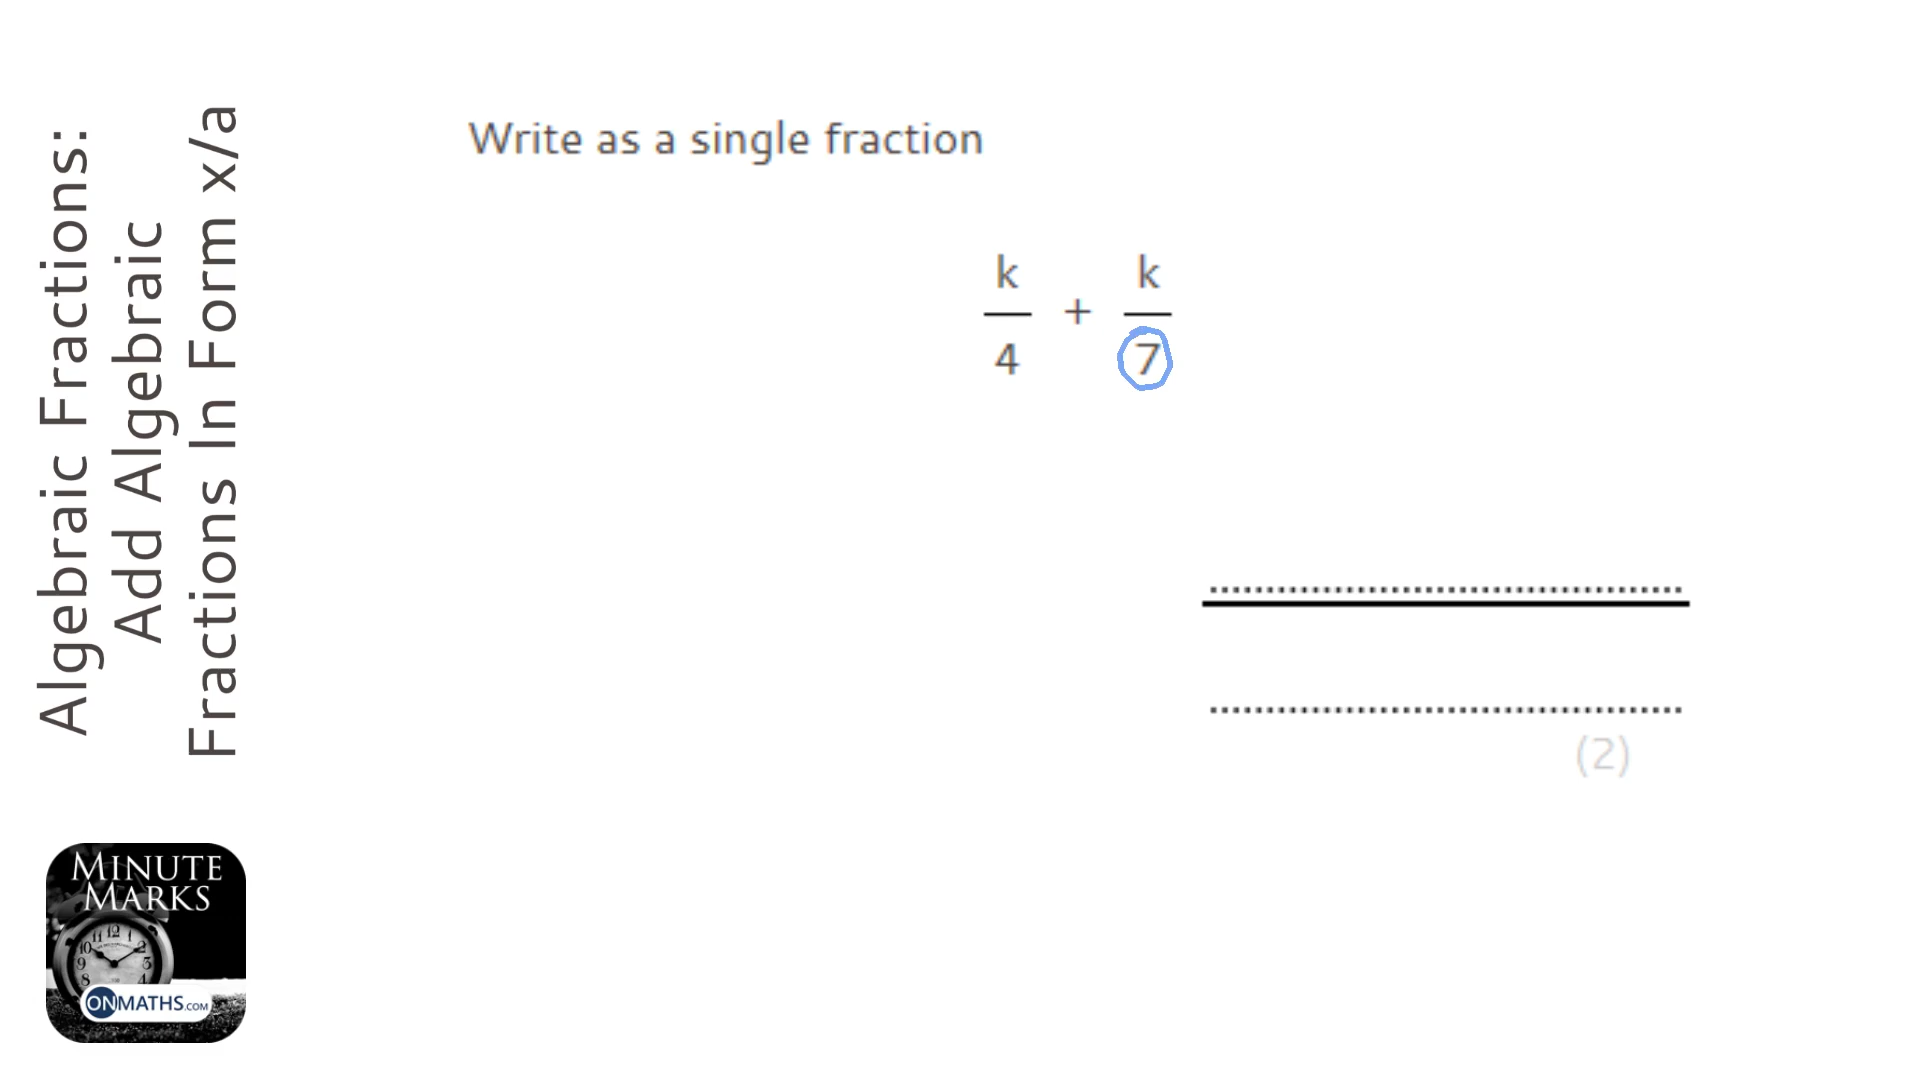 Algebraic Fractions:
Add Algebraic
Fractions In Form x/a
Write as a single fraction
k/4 + k/7
(2)
MINUTE
MARKS
ONMATHS.COM